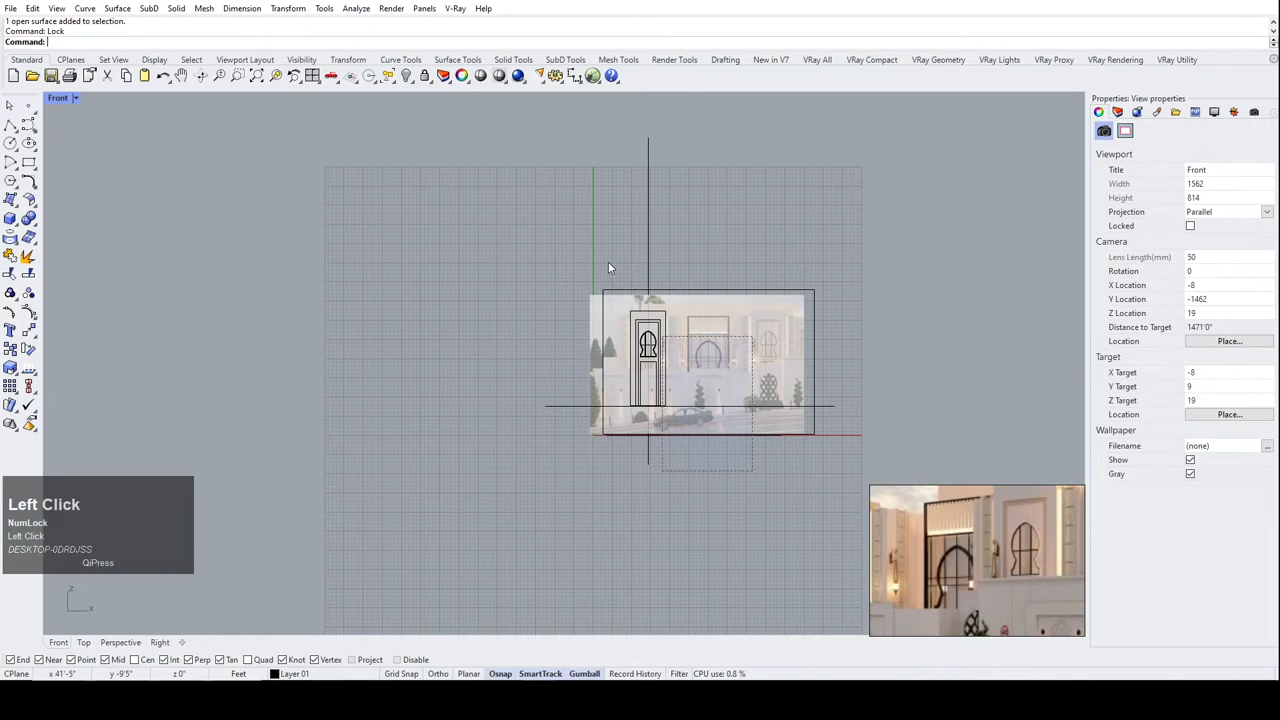 File Edit View Curve Surface SubD Solid Mesh Dimension Transform Tools Analyze Render Panels V-Ray Help
1 open surface added to selection.
Command: Lock
Command:
Standard CPlanes Set View Display Select Viewport Layout Visibility Transform Curve Tools Surface Tools Solid Tools SubD Tools Mesh Tools Render Tools Drafting New in V7 VRay All VRay Compact VRay Geometry VRay Lights VRay Proxy VRay Rendering VRay Utility
Front
Properties: View properties
Viewport
Title Front
Width 1562
Height 814
Projection Parallel
Locked
Camera
Lens Length(mm) 50
Rotation 0
X Location -8
Y Location -1462
Z Location 19
Distance to Target 1471'0"
Location Place...
Target
X Target -8
Y Target 9
Z Target 19
Location Place...
Wallpaper
Filename (none) ...
Show
Gray
Left Click
NumLock
Left Click
DESKTOP-0DRDJSS
QiPress
z
x
Front Top Perspective Right
End Near Point Mid Cen Int Perp Tan Quad Knot Vertex Project Disable
CPlane x 41'-5" y -9'5" z 0" Feet Layer 01 Grid Snap Ortho Planar Osnap SmartTrack Gumball Record History Filter CPU use: 0.8 %